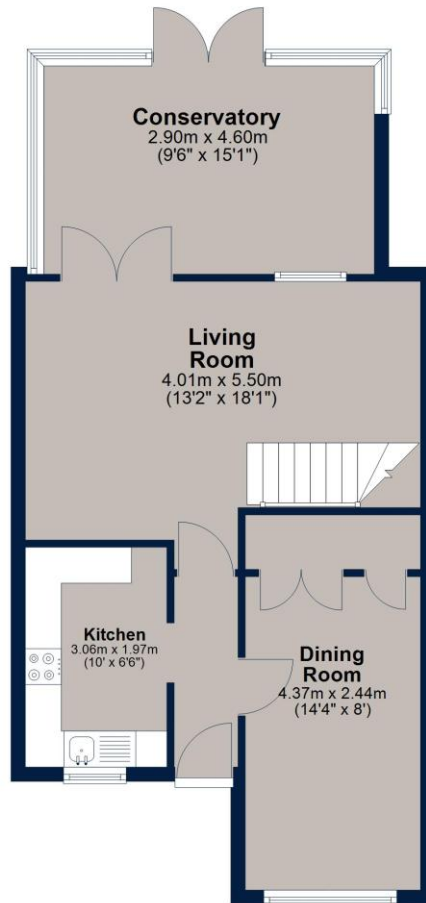 Conservatory
2.90m x 4.60m
(9'6" x 15'1")
Living
Room
4.01m x 5.50m
(13'2" x 18'1")
Kitchen
3.06m x 1.97m
(10' x 6'6")
Dining
Room
4.37m x 2.44m
(14'4" x 8')